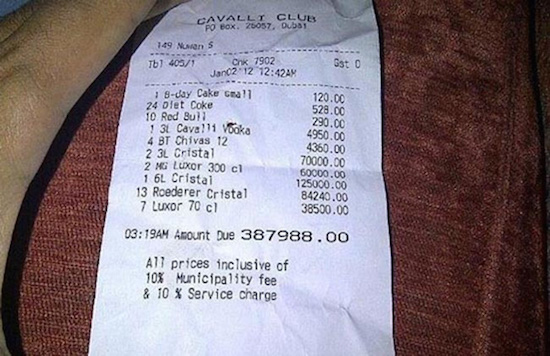 CAVALLI CLUB
PO Box. 26057, Dubai
149 Numan S
Tbl 405/1 Chk 7902 Gst 0
Jan02'12 12:42AM
1 B-day Cake small 120.00
24 Diet Coke 528.00
10 Red Bull 290.00
1 3L Cavalli Vodka 4950.00
4 BT Chivas 12 4360.00
2 3L Cristal 70000.00
2 MG Luxor 300 cl 60000.00
1 6L Cristal 125000.00
13 Roederer Cristal 84240.00
7 Luxor 70 cl 38500.00
03:19AM Amount Due 387988.00
All prices inclusive of
10% Municipality fee
& 10 % Service charge